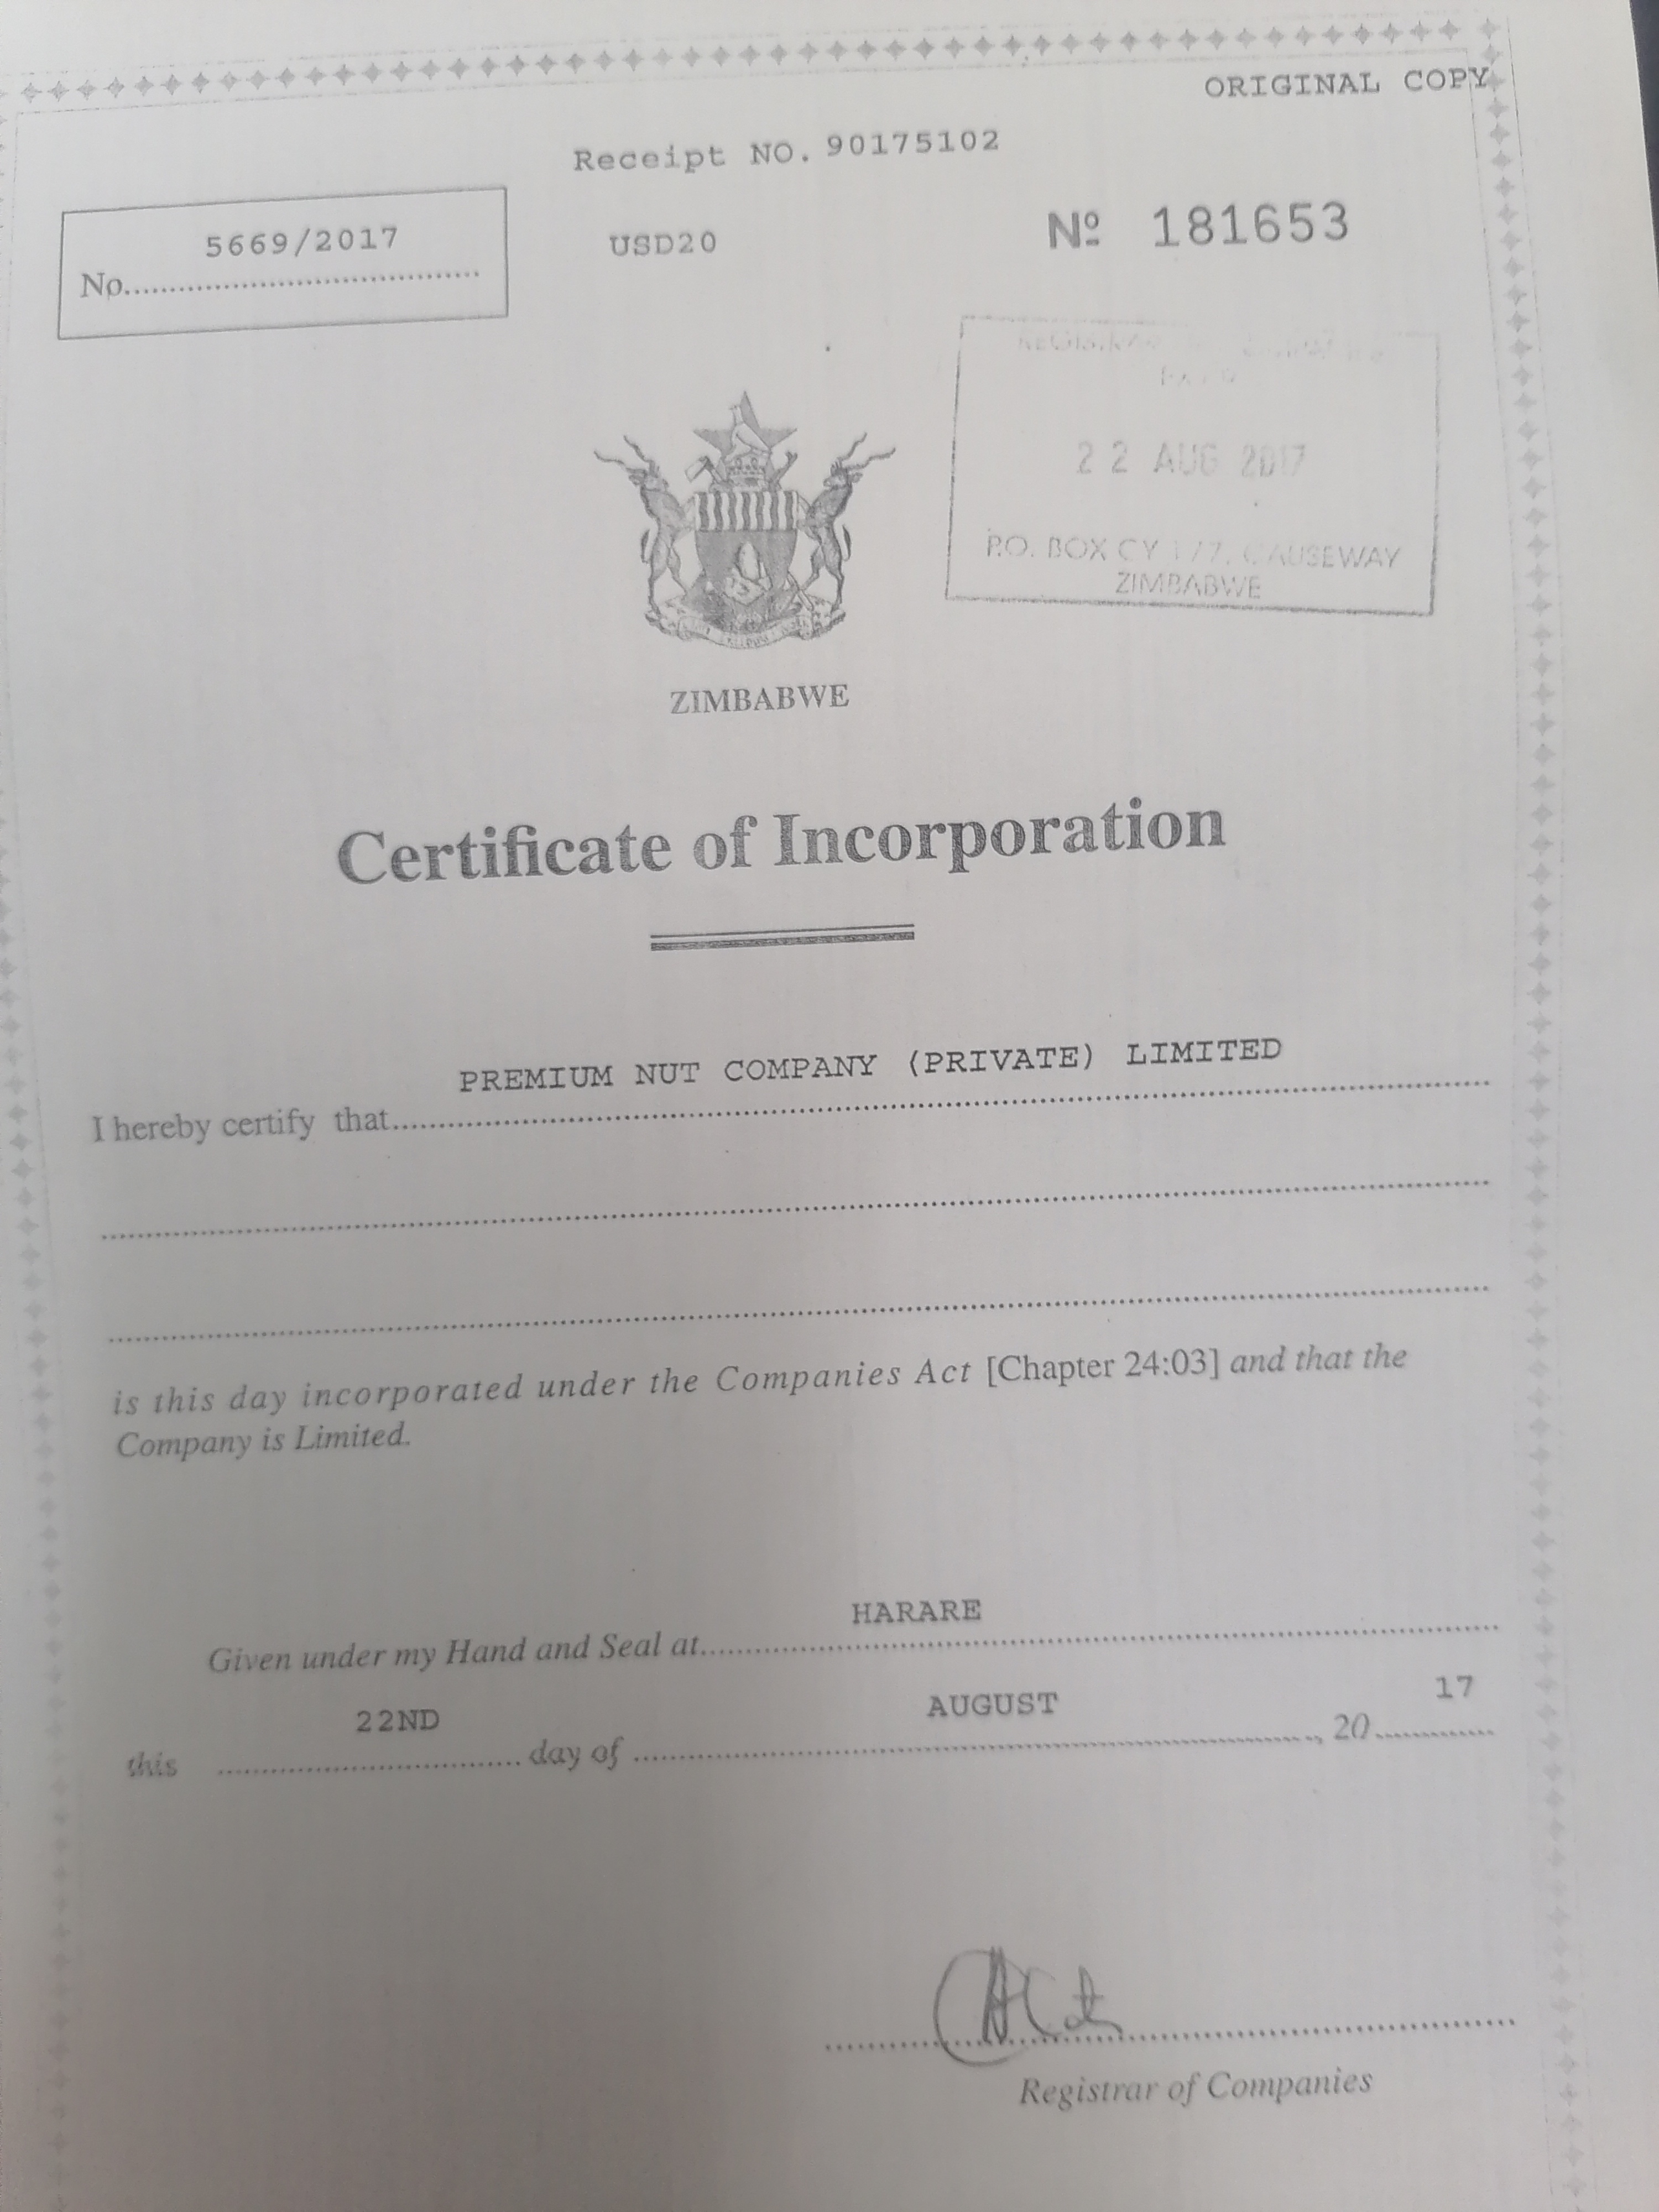 ORIGINAL COPY
Receipt NO. 90175102
5669/2017
No.
USD20
Nº 181653
22 AUG 2017
P.O. BOX CY 177, CAUSEWAY
ZIMBABWE
ZIMBABWE
Certificate of Incorporation
PREMIUM NUT COMPANY (PRIVATE) LIMITED
I hereby certify that
is this day incorporated under the Companies Act [Chapter 24:03] and that the
Company is Limited.
HARARE
Given under my Hand and Seal at
22ND AUGUST 17
this day of , 20
Registrar of Companies